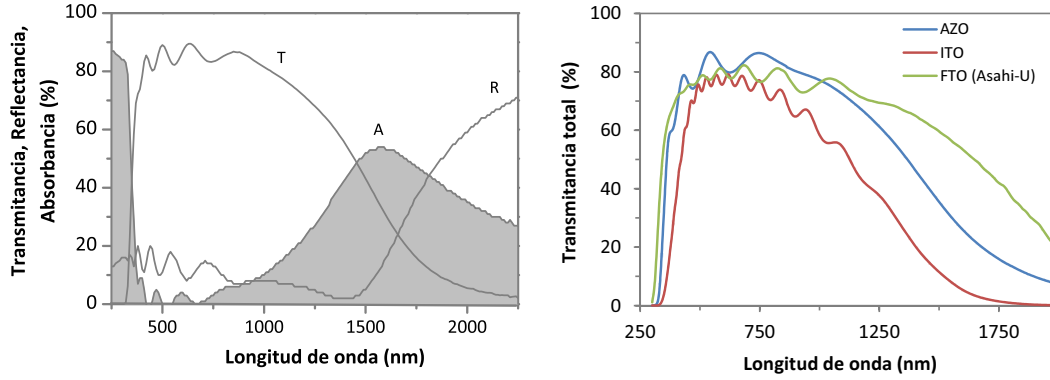 Transmitancia, Reflectancia,
Absorbancia (%)
100
80
60
40
20
0
500
1000
1500
2000
Longitud de onda (nm)
T
A
R
Transmitancia total (%)
100
80
60
40
20
0
250
750
1250
1750
Longitud de onda (nm)
AZO
ITO
FTO (Asahi-U)